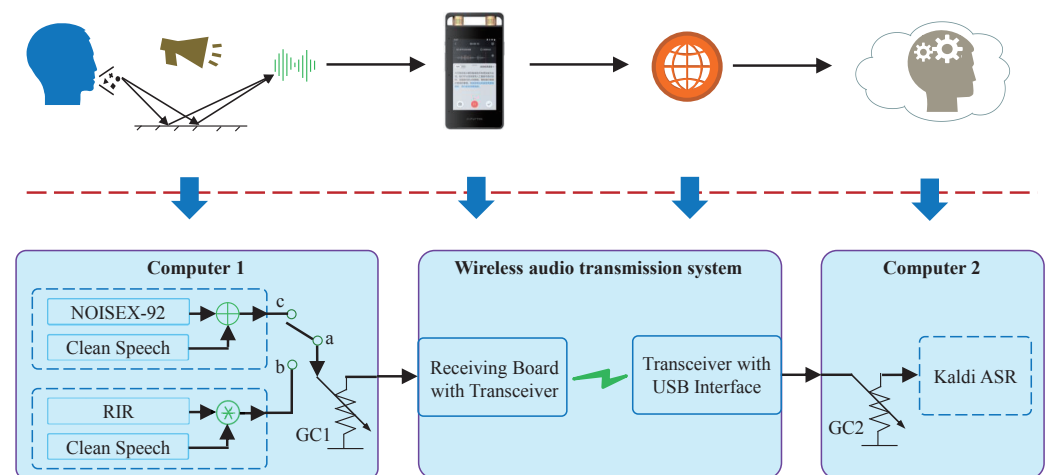 Computer 1
NOISEX-92
Clean Speech
c
a
b
RIR
Clean Speech
GC1
Wireless audio transmission system
Receiving Board
with Transceiver
Transceiver with
USB Interface
Computer 2
GC2
Kaldi ASR